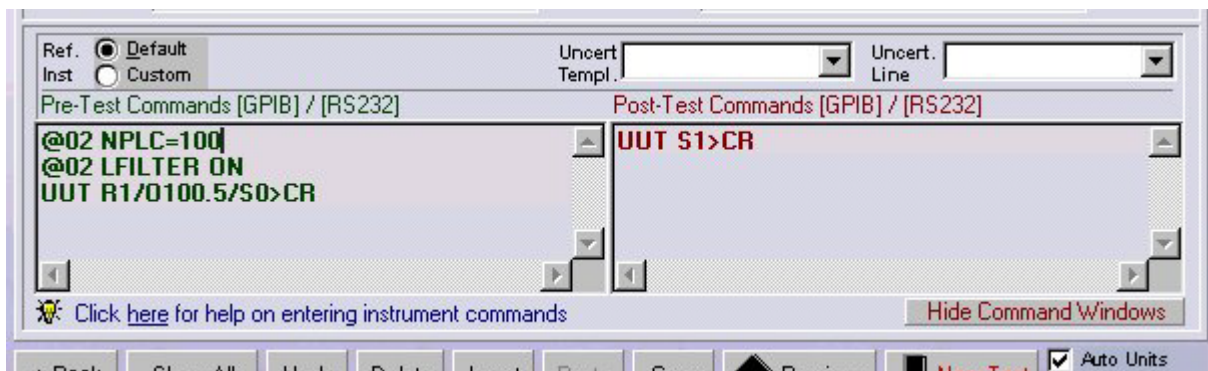 Ref. Default
Inst Custom
Uncert Templ.
Uncert. Line
Pre-Test Commands [GPIB] / [RS232]
Post-Test Commands [GPIB] / [RS232]
@02 NPLC=100
@02 LFILTER ON
UUT R1/O100.5/S0>CR
UUT S1>CR
Click here for help on entering instrument commands
Hide Command Windows
Auto Units